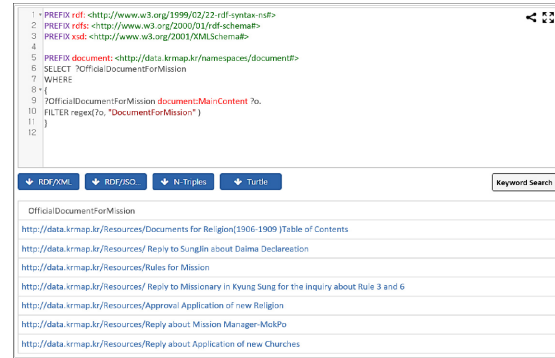 1 PREFIX rdf: <http://www.w3.org/1999/02/22-rdf-syntax-ns#>
2 PREFIX rdfs: <http://www.w3.org/2000/01/rdf-schema#>
3 PREFIX xsd: <http://www.w3.org/2001/XMLSchema#>
4
5 PREFIX document: <http://data.krmap.kr/namespaces/document#>
6 SELECT ?OfficialDocumentForMission
7 WHERE
8 {
9 ?OfficialDocumentForMission document:MainContent ?o.
10 FILTER regex(?o, "DocumentForMission" )
11 }
12
RDF/XML RDF/JSO... N-Triples Turtle Keyword Search
OfficialDocumentForMission
http://data.krmap.kr/Resources/Documents for Religion(1906-1909 )Table of Contents
http://data.krmap.kr/Resources/ Reply to SungJin about Daima Declareation
http://data.krmap.kr/Resources/Rules for Mission
http://data.krmap.kr/Resources/ Reply to Missionary in Kyung Sung for the inquiry about Rule 3 and 6
http://data.krmap.kr/Resources/Approval Application of new Religion
http://data.krmap.kr/Resources/Reply about Mission Manager-MokPo
http://data.krmap.kr/Resources/Reply about Application of new Churches